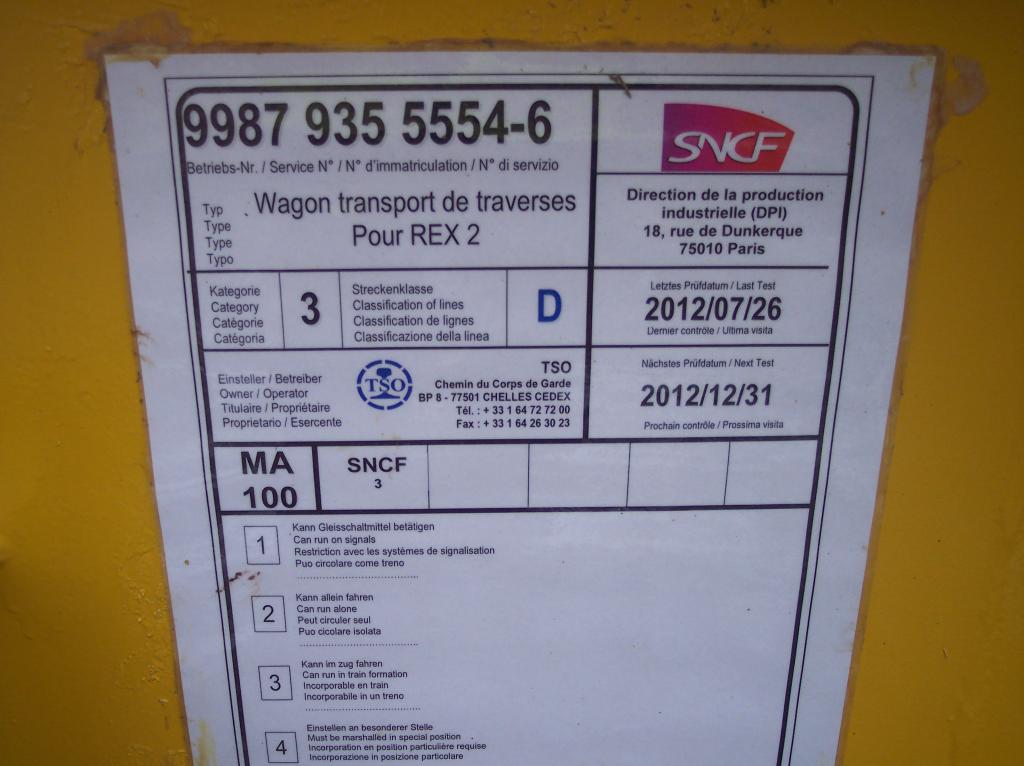 9987 935 5554-6
Betriebs-Nr. / Service N° / N° d'immatriculation / N° di servizio
Typ
Type
Type
Typo
Wagon transport de traverses
Pour REX 2
SNCF
Direction de la production
industrielle (DPI)
18, rue de Dunkerque
75010 Paris
Kategorie
Category
Catégorie
Catégoria
3
Streckenklasse
Classification of lines
Classification de lignes
Classificazione della linea
D
Letztes Prüfdatum / Last Test
2012/07/26
Dernier contrôle / Ultima visita
Einsteller / Betreiber
Owner / Operator
Titulaire / Propriétaire
Proprietario / Esercente
TSO
TSO
Chemin du Corps de Garde
BP 8 - 77501 CHELLES CEDEX
Tél. : + 33 1 64 72 72 00
Fax : + 33 1 64 26 30 23
Nächstes Prüfdatum / Next Test
2012/12/31
Prochain contrôle / Prossima visita
MA
100
SNCF
3
1
Kann Gleisschaltmittel betätigen
Can run on signals
Restriction avec les systèmes de signalisation
Puo circolare come treno
2
Kann allein fahren
Can run alone
Peut circuler seul
Puo cicolare isolata
3
Kann im zug fahren
Can run in train formation
Incorporable en train
Incorporabile in un treno
4
Einstellen an besonderer Stelle
Must be marshalled in special position
Incorporation en position particulière requise
Incorporazione in posizione particolare